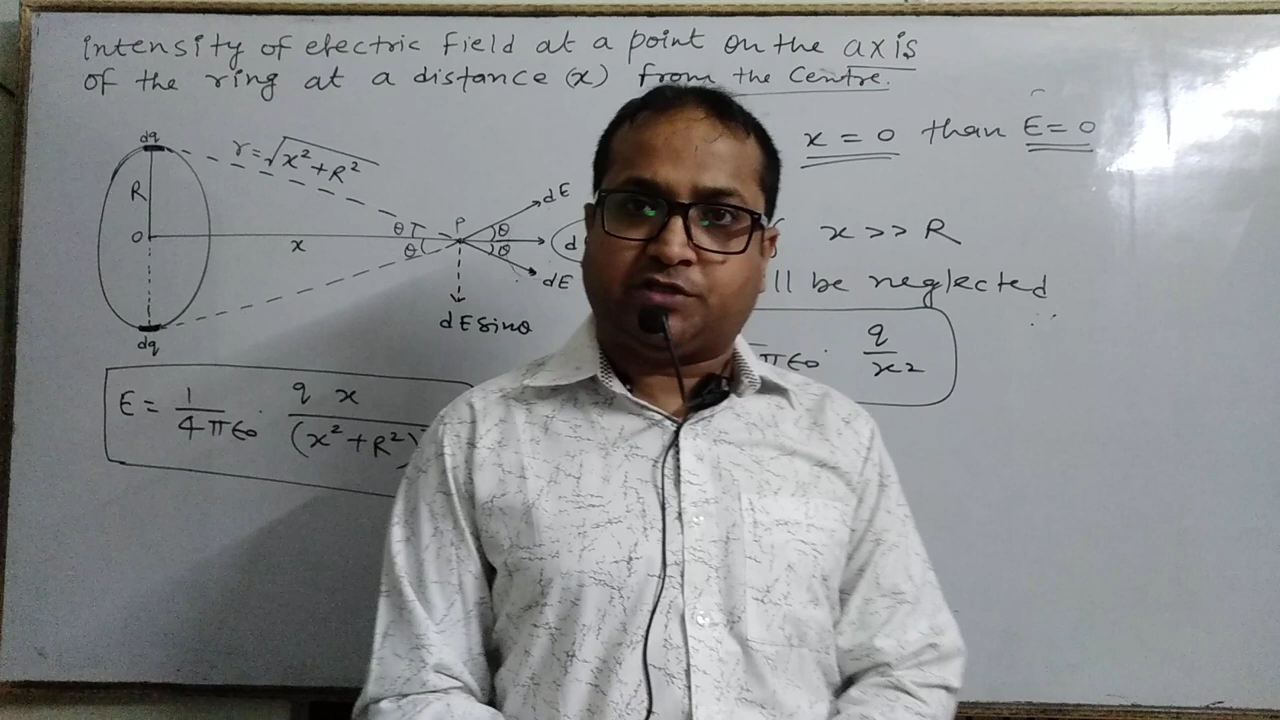 intensity of electric field at a point on the axis
of the ring at a distance (x) from the Centre.
x = 0 than E = 0
dq
r = √x² + R²
R
dE
θ P θ
O x θ θ d
x >> R
dE
ll be neglected
dE sinθ
dq
E = 1/4πε₀ q x/(x² + R²)
πε₀ q/x²